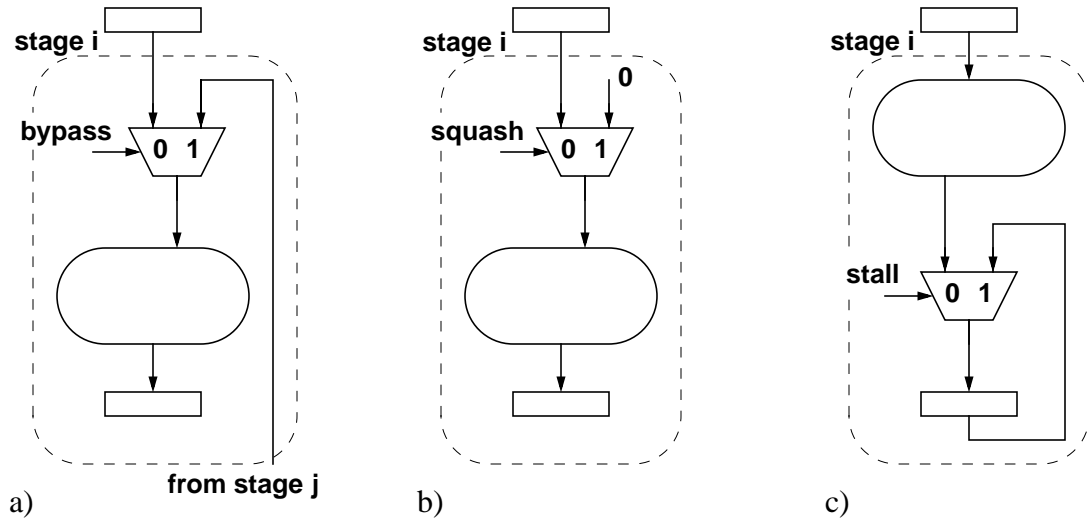 stage i
bypass
0 1
from stage j
a)
stage i
0
squash
0 1
b)
stage i
stall
0 1
c)